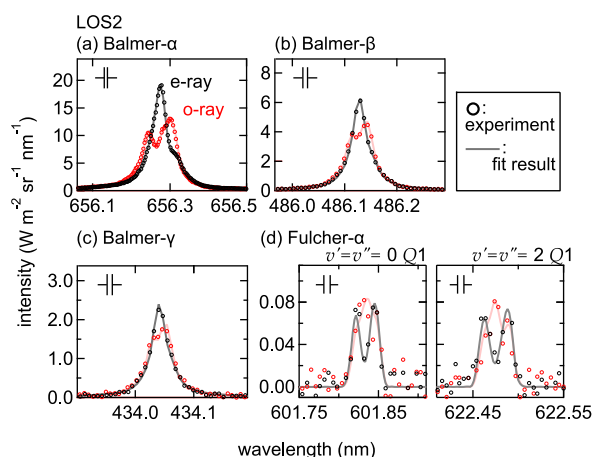 LOS2
(a) Balmer-α
(b) Balmer-β
e-ray
o-ray
20
15
10
5
0
656.1
656.3
656.5
8
6
4
2
0
486.0
486.1
486.2
O:
experiment
—:
fit result
intensity (W m⁻² sr⁻¹ nm⁻¹)
(c) Balmer-γ
(d) Fulcher-α
v'=v''= 0 Q1
v'=v''= 2 Q1
3.0
2.0
1.0
0.0
434.0
434.1
0.08
0.04
0.00
601.75
601.85
622.45
622.55
wavelength (nm)